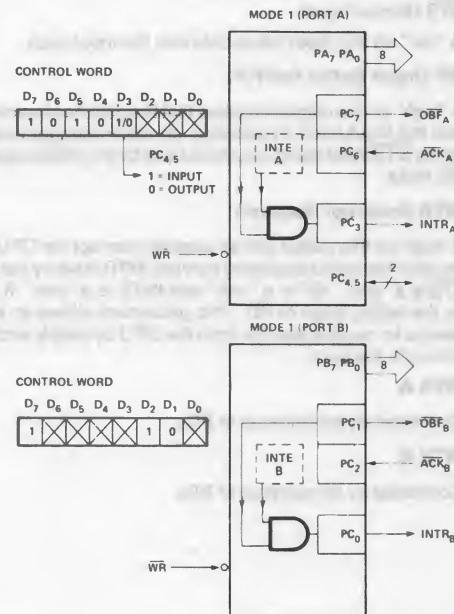 MODE 1 (PORT A)
PA7 PA0
8
CONTROL WORD
D7 D6 D5 D4 D3 D2 D1 D0
1 0 1 0 1/0
PC4,5
1 = INPUT
0 = OUTPUT
PC7
OBFA
INTE
A
PC6
ACKA
PC3
INTRA
WR
PC4,5
2
MODE 1 (PORT B)
PB7 PB0
8
CONTROL WORD
D7 D6 D5 D4 D3 D2 D1 D0
1 1 0
PC1
OBFB
INTE
B
PC2
ACKB
PC0
INTRB
WR